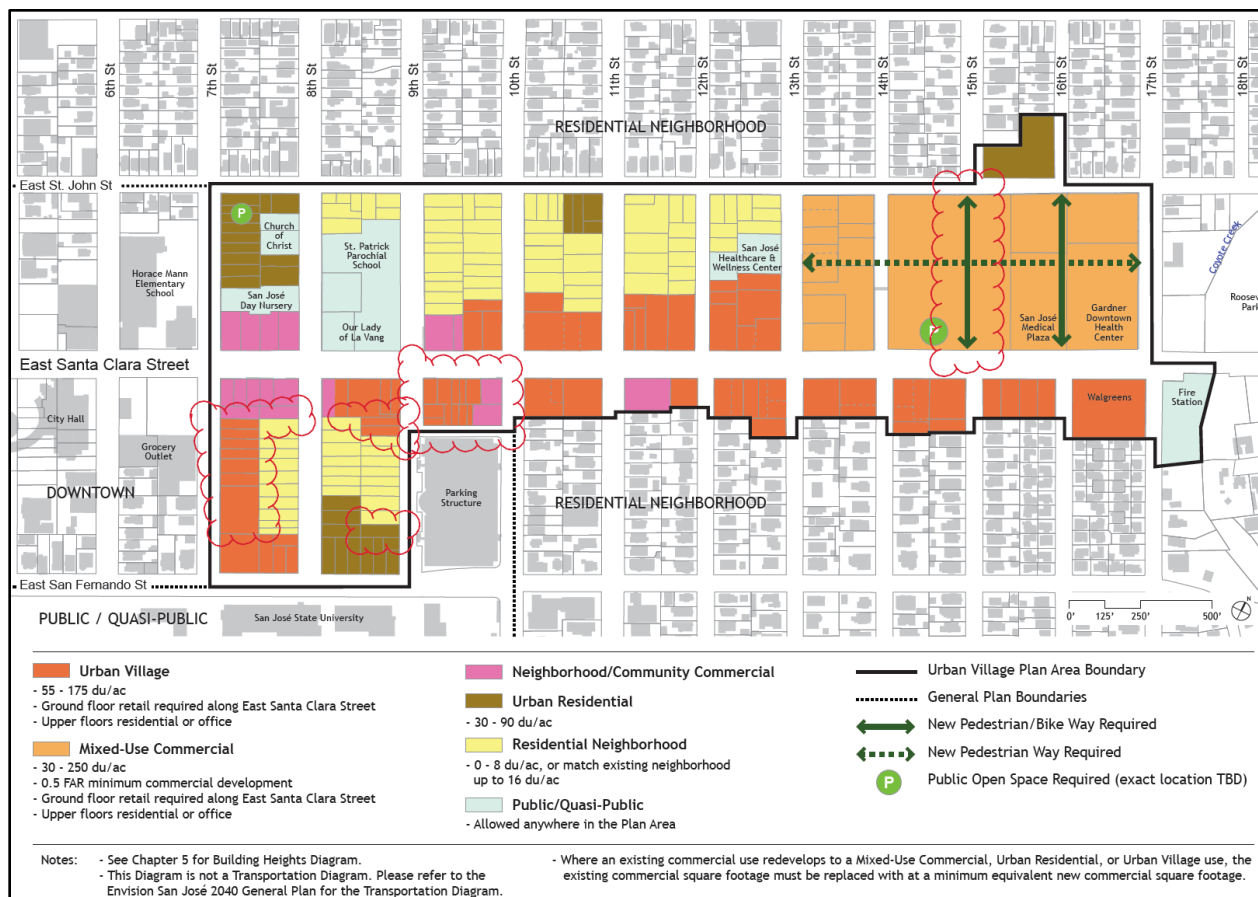 6th St
7th St
8th St
9th St
10th St
11th St
12th St
13th St
14th St
15th St
16th St
17th St
18th St
RESIDENTIAL NEIGHBORHOOD
East St. John St
P
Church
of
Christ
St. Patrick
Parochial
School
San José
Healthcare &
Wellness Center
Coyote Creek
Horace Mann
Elementary
School
San José
Day Nursery
Our Lady
of La Vang
P
San José
Medical
Plaza
Gardner
Downtown
Health
Center
Park
East Santa Clara Street
City Hall
Grocery
Outlet
Walgreens
Fire
Station
DOWNTOWN
Parking
Structure
RESIDENTIAL NEIGHBORHOOD
East San Fernando St
PUBLIC / QUASI-PUBLIC
San José State University
0' 125' 250' 500'
N
Urban Village
- 55 - 175 du/ac
- Ground floor retail required along East Santa Clara Street
- Upper floors residential or office
Mixed-Use Commercial
- 30 - 250 du/ac
- 0.5 FAR minimum commercial development
- Ground floor retail required along East Santa Clara Street
- Upper floors residential or office
Neighborhood/Community Commercial
Urban Residential
- 30 - 90 du/ac
Residential Neighborhood
- 0 - 8 du/ac, or match existing neighborhood
up to 16 du/ac
Public/Quasi-Public
- Allowed anywhere in the Plan Area
Urban Village Plan Area Boundary
General Plan Boundaries
New Pedestrian/Bike Way Required
New Pedestrian Way Required
P Public Open Space Required (exact location TBD)
Notes: - See Chapter 5 for Building Heights Diagram.
- This Diagram is not a Transportation Diagram. Please refer to the
Envision San José 2040 General Plan for the Transportation Diagram.
- Where an existing commercial use redevelops to a Mixed-Use Commercial, Urban Residential, or Urban Village use, the
existing commercial square footage must be replaced with at a minimum equivalent new commercial square footage.